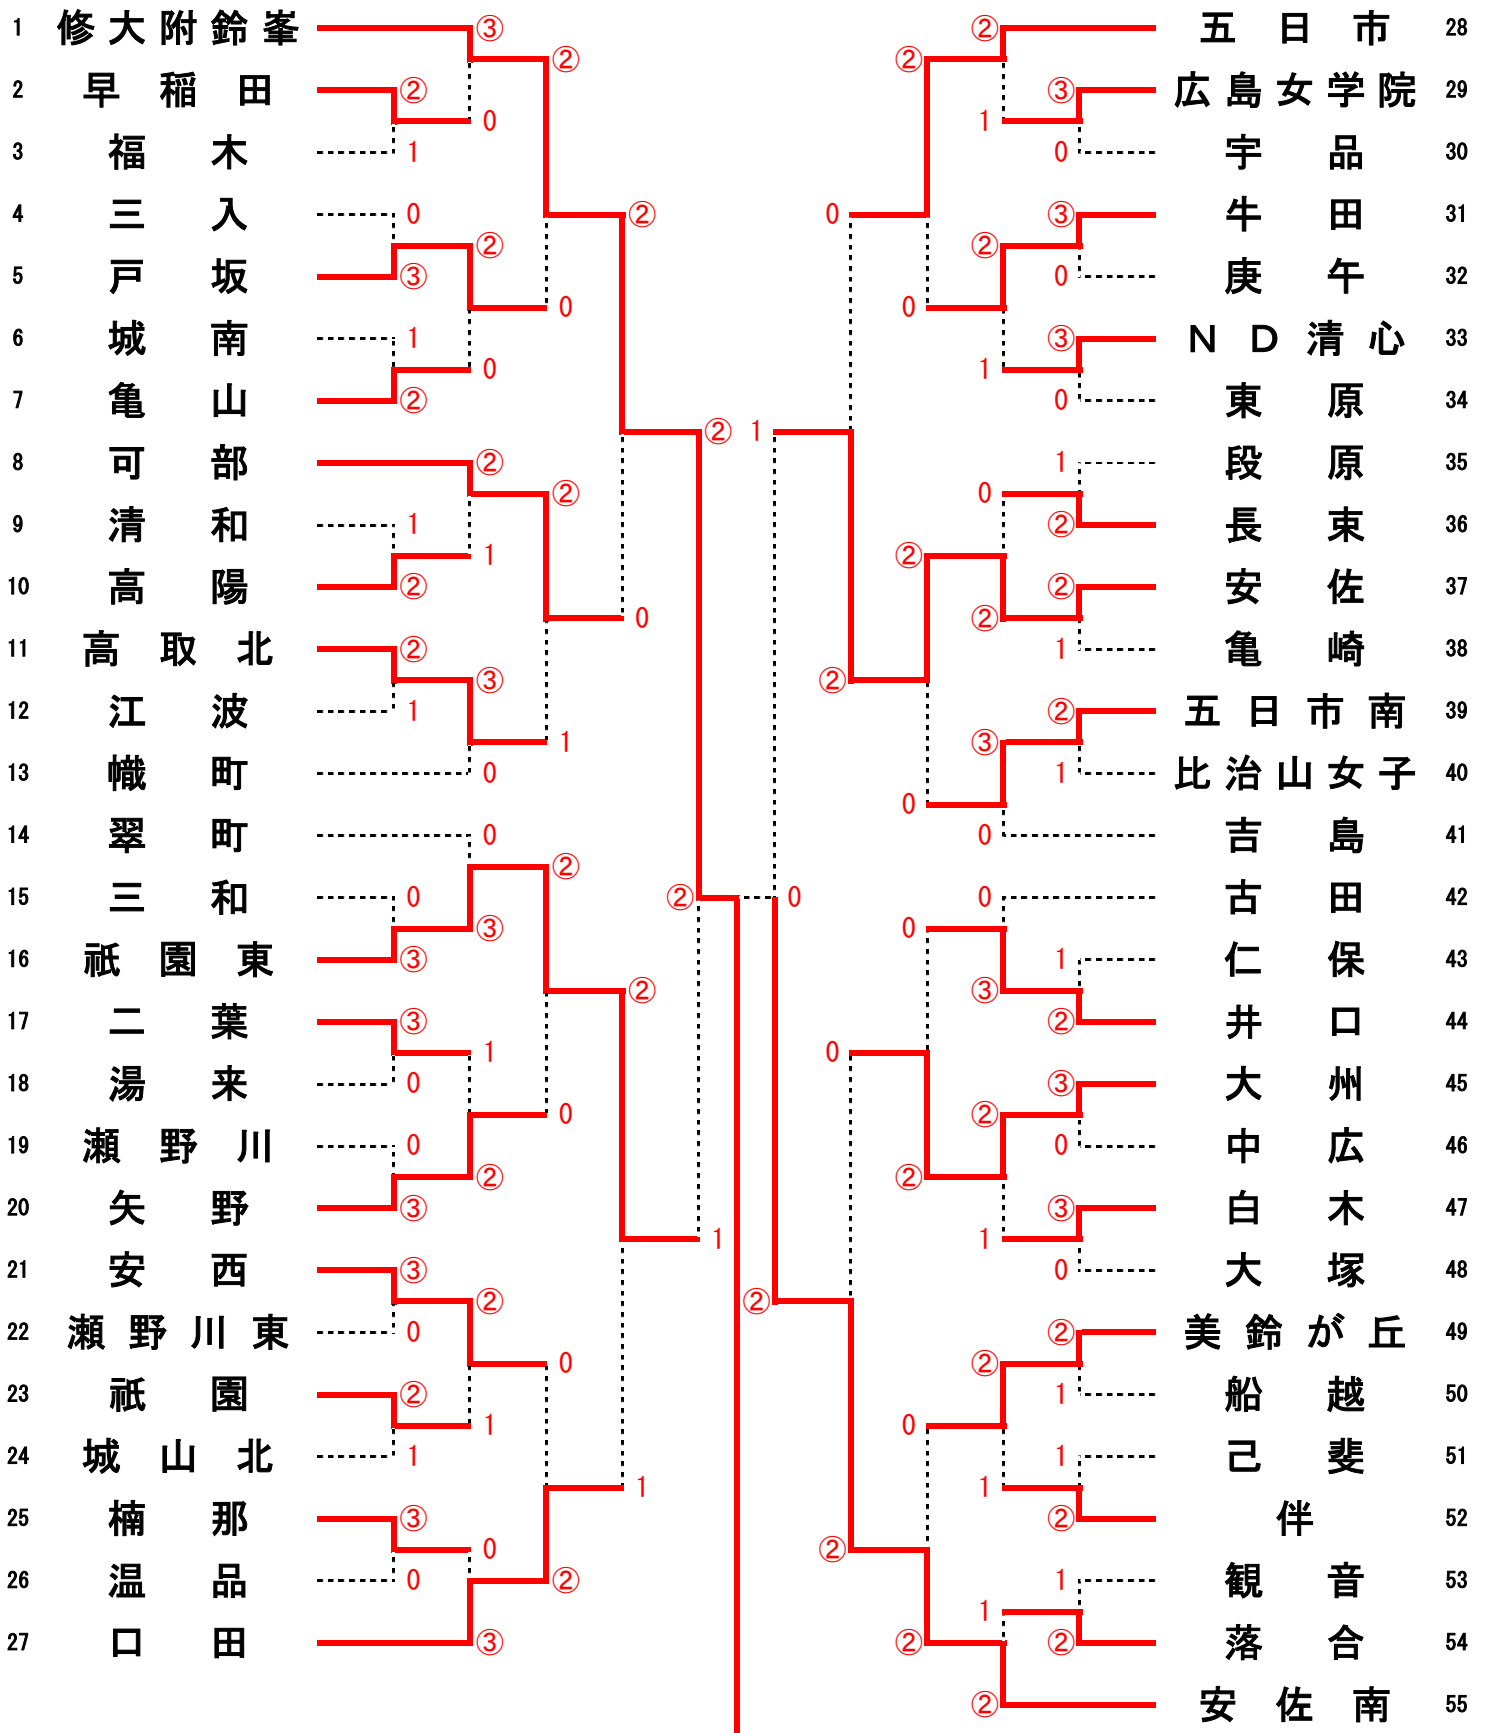 1 修大附鈴峯 ③
②
2 早稲田 ②
0
3 福木 1
4 三入 0 ②
②
5 戸坂 ③
0
6 城南 1
0
7 亀山 ②
②
8 可部 ②
②
9 清和 1
1
10 高陽 ②
0
11 高取北 ②
③
12 江波 1
1
13 幟町 0
14 翠町 0
②
15 三和 0 ②
③
16 祇園東 ③
②
17 二葉 ③
1
18 湯来 0
0
19 瀬野川 0
②
20 矢野 ③
1
21 安西 ③
②
22 瀬野川東 0
0
23 祇園 ②
1
24 城山北 1
1
25 楠那 ③
0
26 温品 0 ②
27 口田 ③
② 五日市 28
②
③ 広島女学院 29
1
0 宇品 30
0 ③ 牛田 31
②
0 庚午 32
0
③ ND清心 33
1
0 東原 34
1
1 段原 35
0
② 長束 36
②
② 安佐 37
②
1 亀崎 38
②
② 五日市南 39
③
1 比治山女子 40
0
0 吉島 41
0 0 古田 42
0
1 仁保 43
③
② 井口 44
0
③ 大州 45
②
0 中広 46
②
③ 白木 47
1
0 大塚 48
②
② 美鈴が丘 49
②
1 船越 50
0
1 己斐 51
1
② 伴 52
②
1 観音 53
1
② ② 落合 54
② 安佐南 55